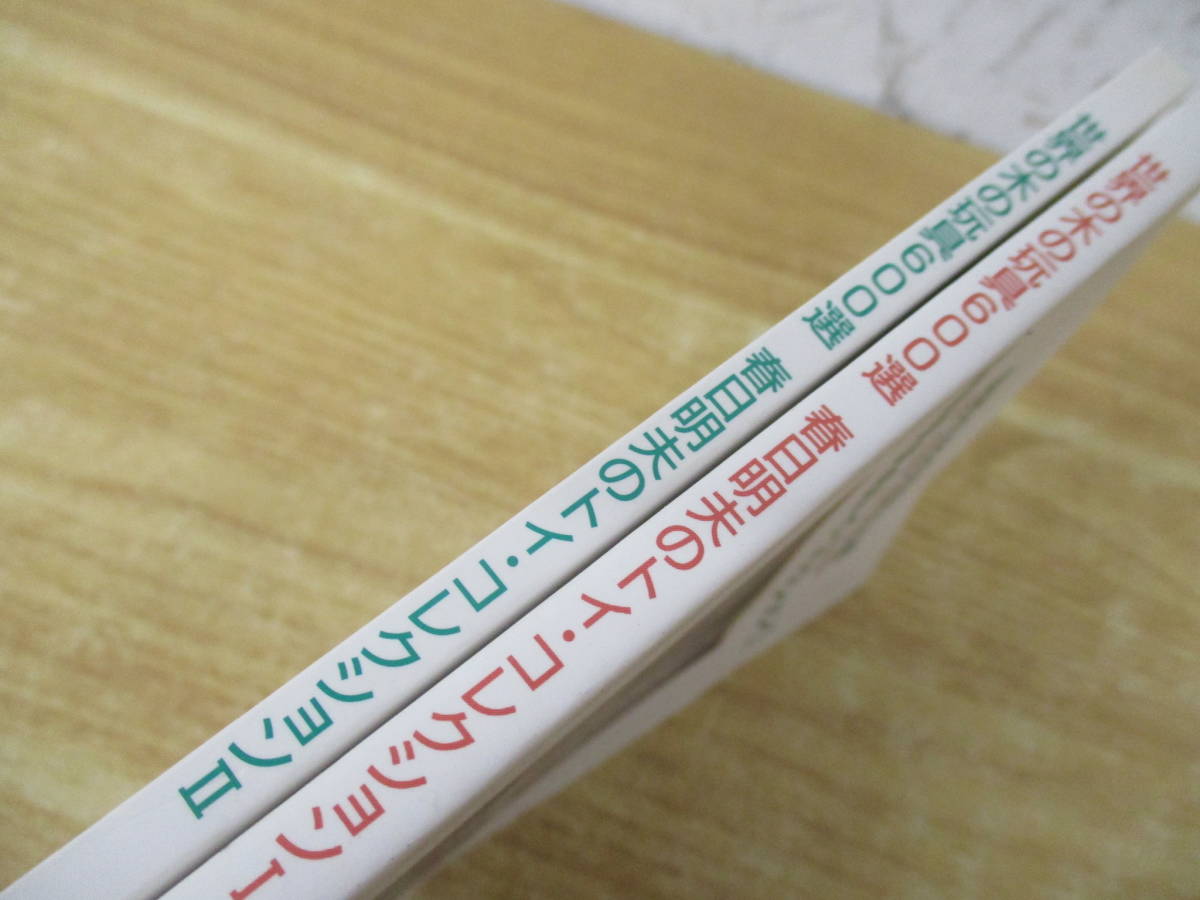 世界の木の玩具600選 春日明夫のトイ・コレクションII
世界の木の玩具600選 春日明夫のトイ・コレクションI